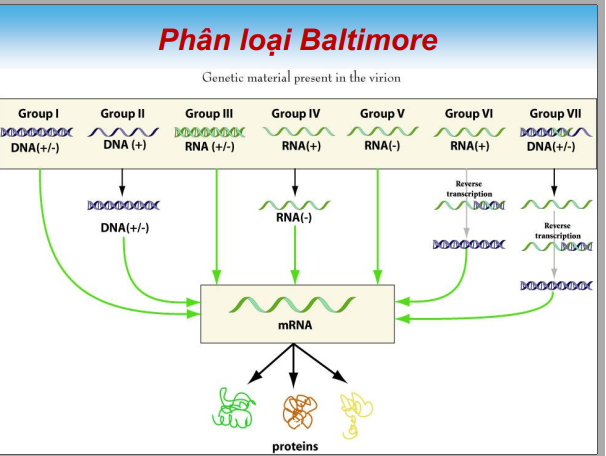 Phân loại Baltimore
Genetic material present in the virion
Group I Group II Group III Group IV Group V Group VI Group VII
DNA(+/-) DNA (+) RNA (+/-) RNA(+) RNA(-) RNA(+) DNA(+/-)
Reverse
transcription
DNA(+/-)
RNA(-)
Reverse
transcription
mRNA
proteins